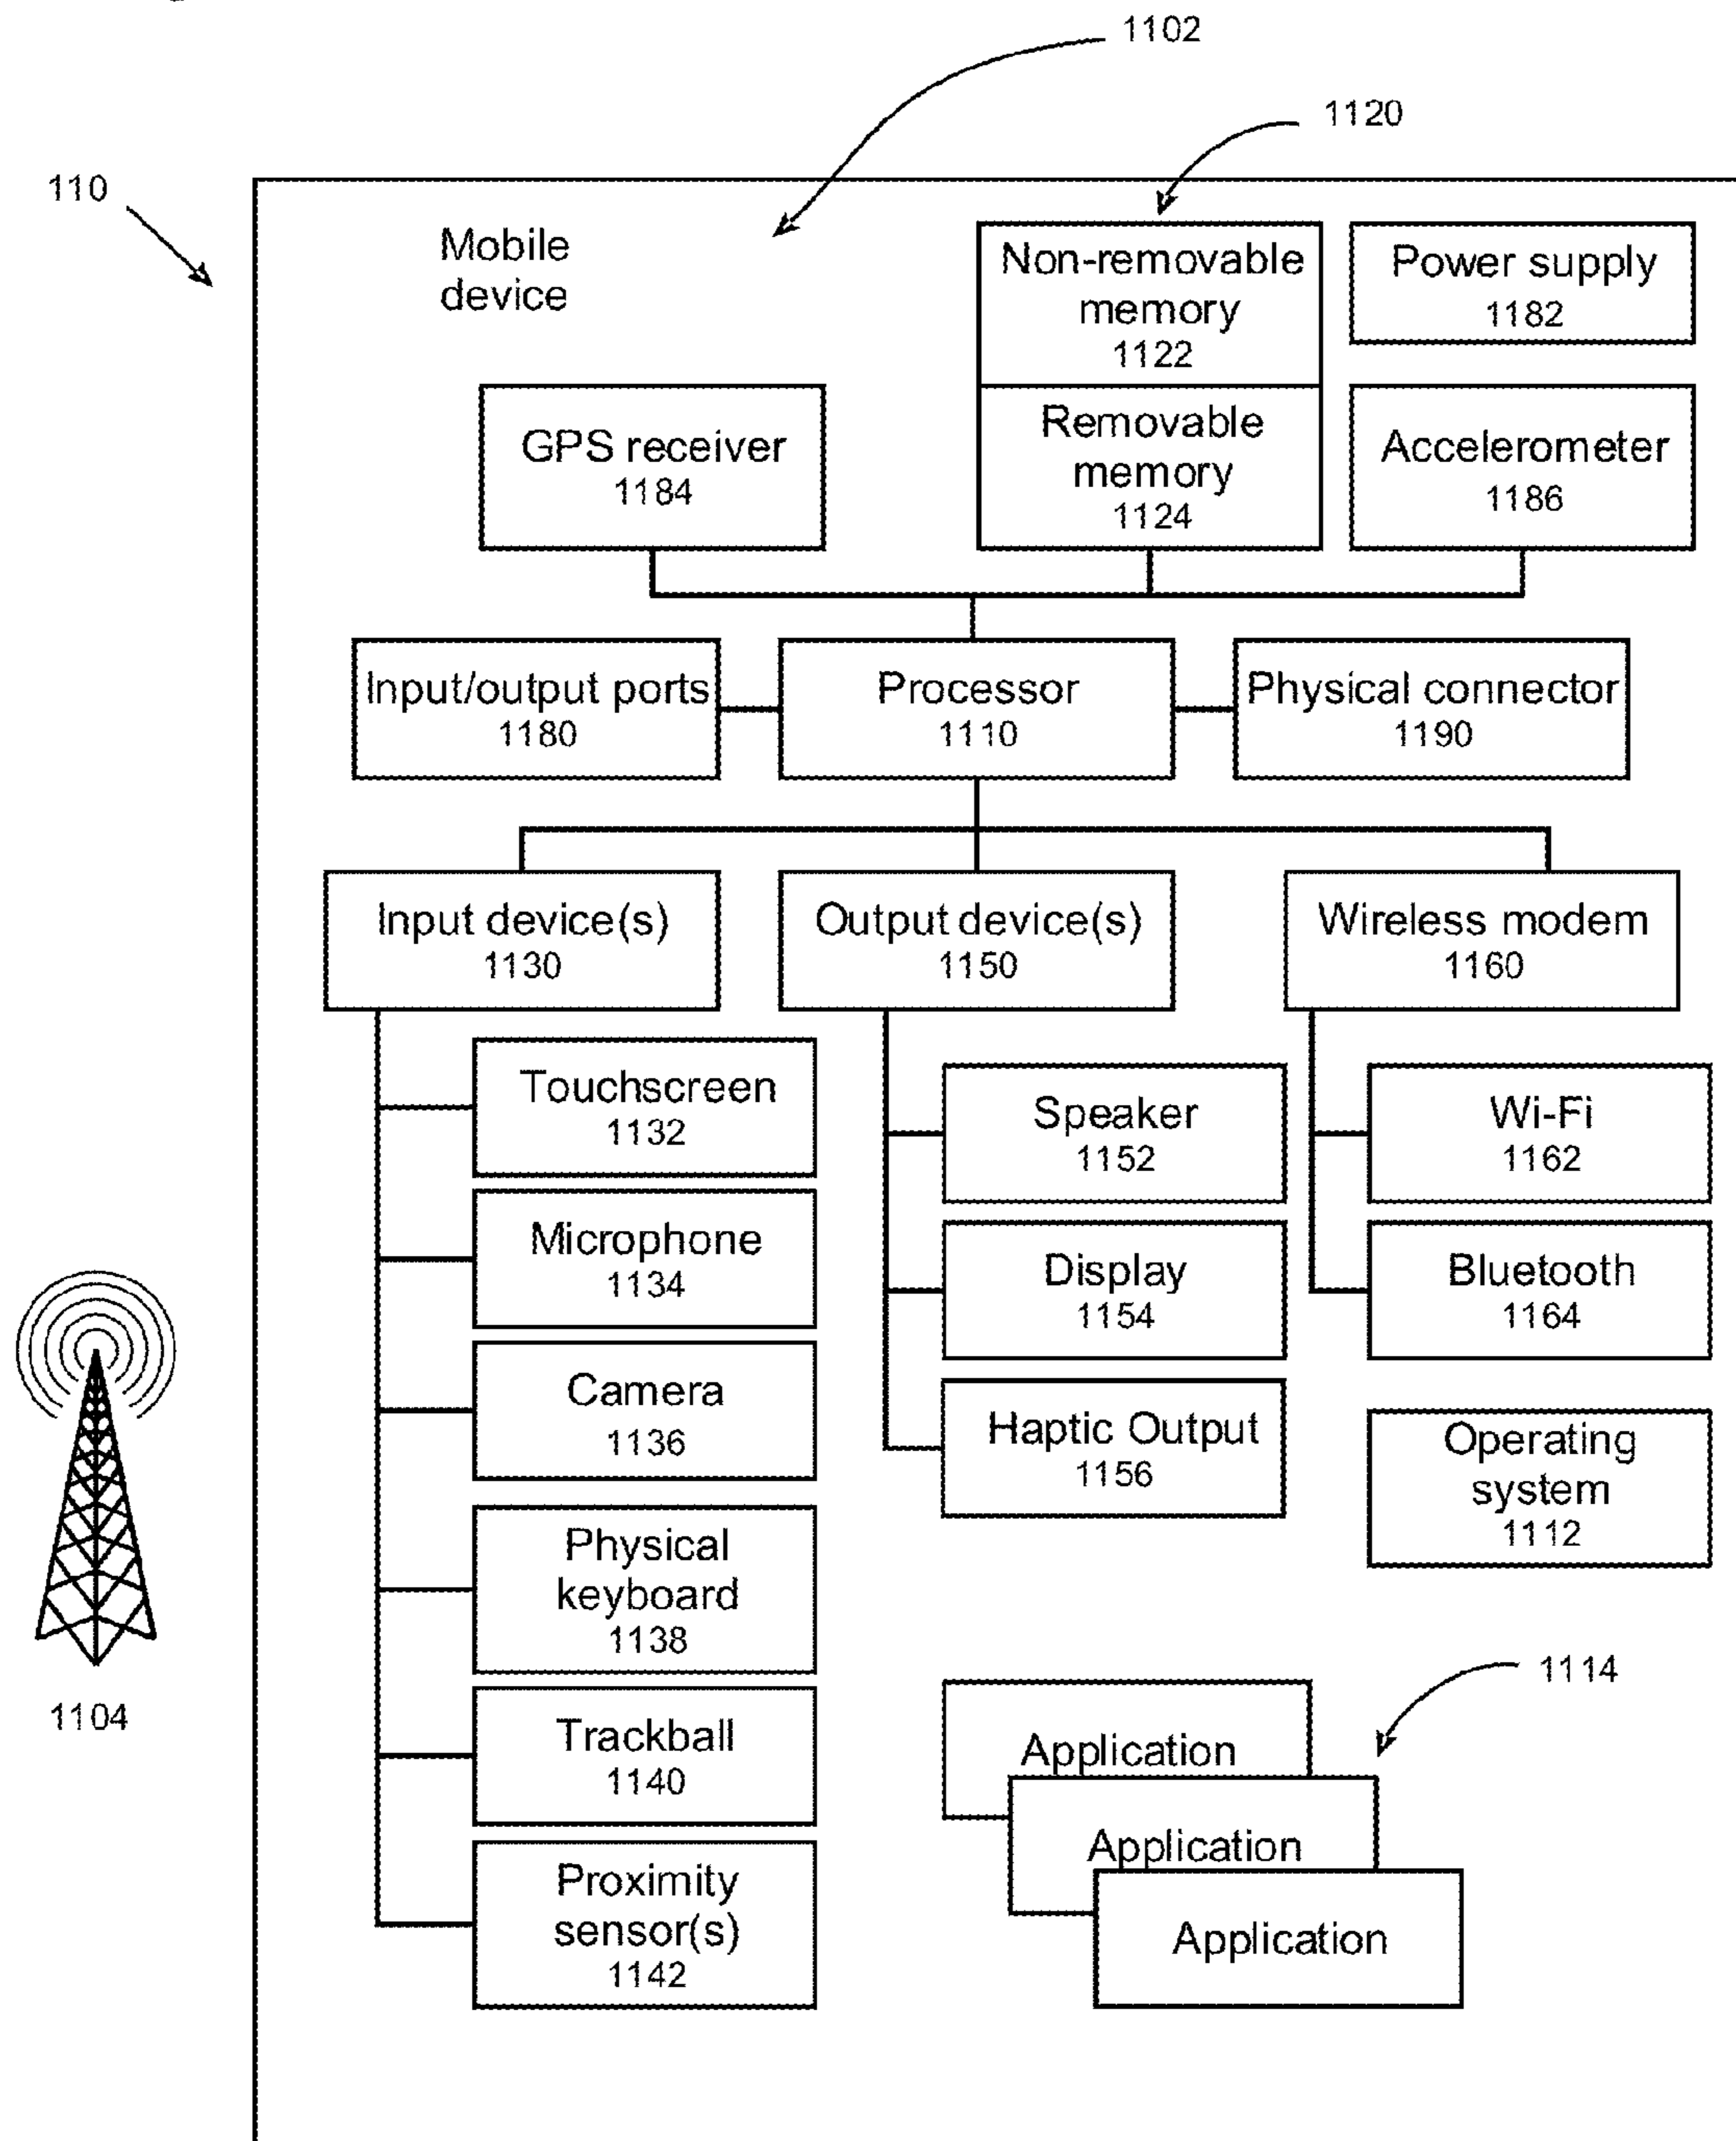 1102
1120
110
Mobile
device
Non-removable
memory
1122
Power supply
1182
GPS receiver
1184
Removable
memory
1124
Accelerometer
1186
Input/output ports
1180
Processor
1110
Physical connector
1190
Input device(s)
1130
Output device(s)
1150
Wireless modem
1160
Touchscreen
1132
Microphone
1134
Camera
1136
Physical
keyboard
1138
Trackball
1140
Proximity
sensor(s)
1142
Speaker
1152
Display
1154
Haptic Output
1156
Wi-Fi
1162
Bluetooth
1164
Operating
system
1112
1104
1114
Application
Application
Application